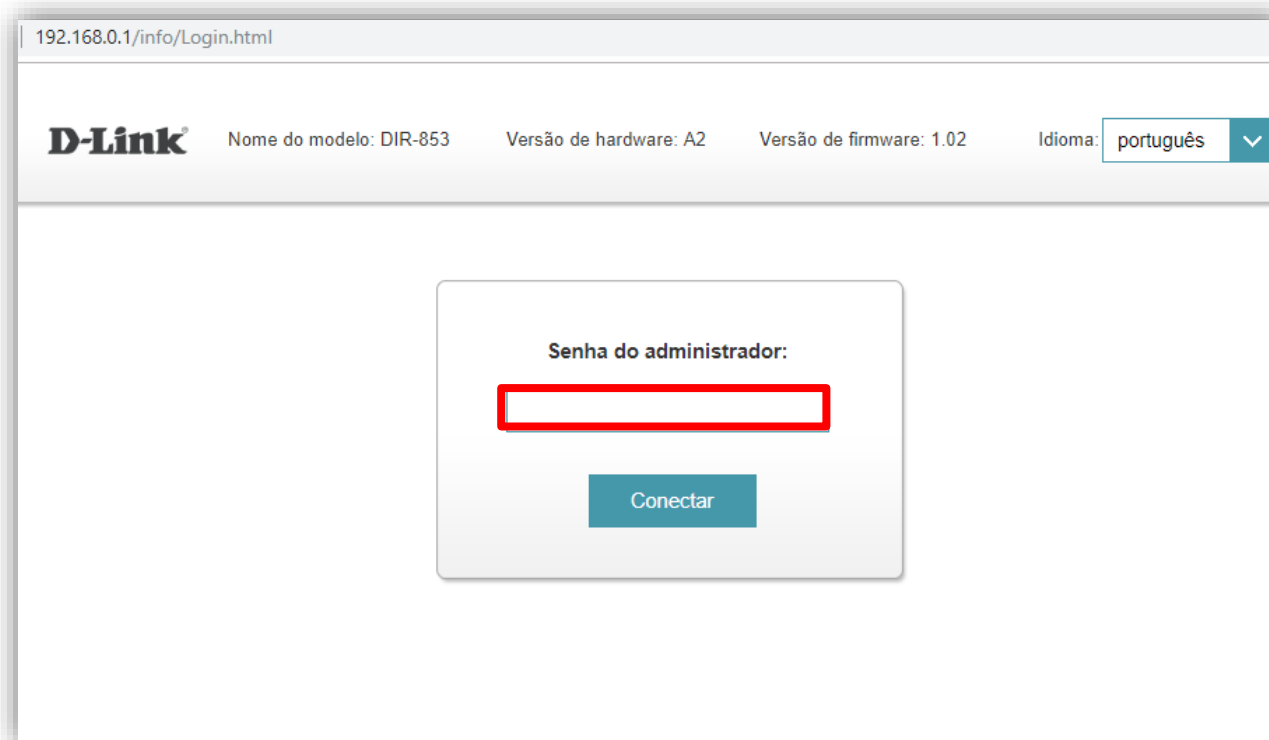 192.168.0.1/info/Login.html
D-Link Nome do modelo: DIR-853 Versão de hardware: A2 Versão de firmware: 1.02 Idioma: português
Senha do administrador:
Conectar